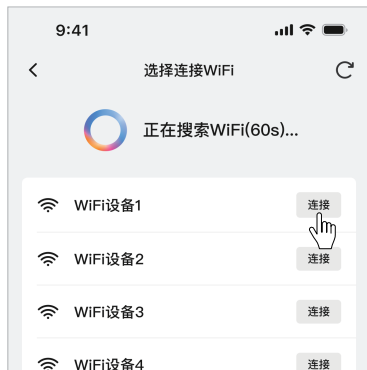 9:41
选择连接WiFi
正在搜索WiFi(60s)...
WiFi设备1 连接
WiFi设备2 连接
WiFi设备3 连接
WiFi设备4 连接